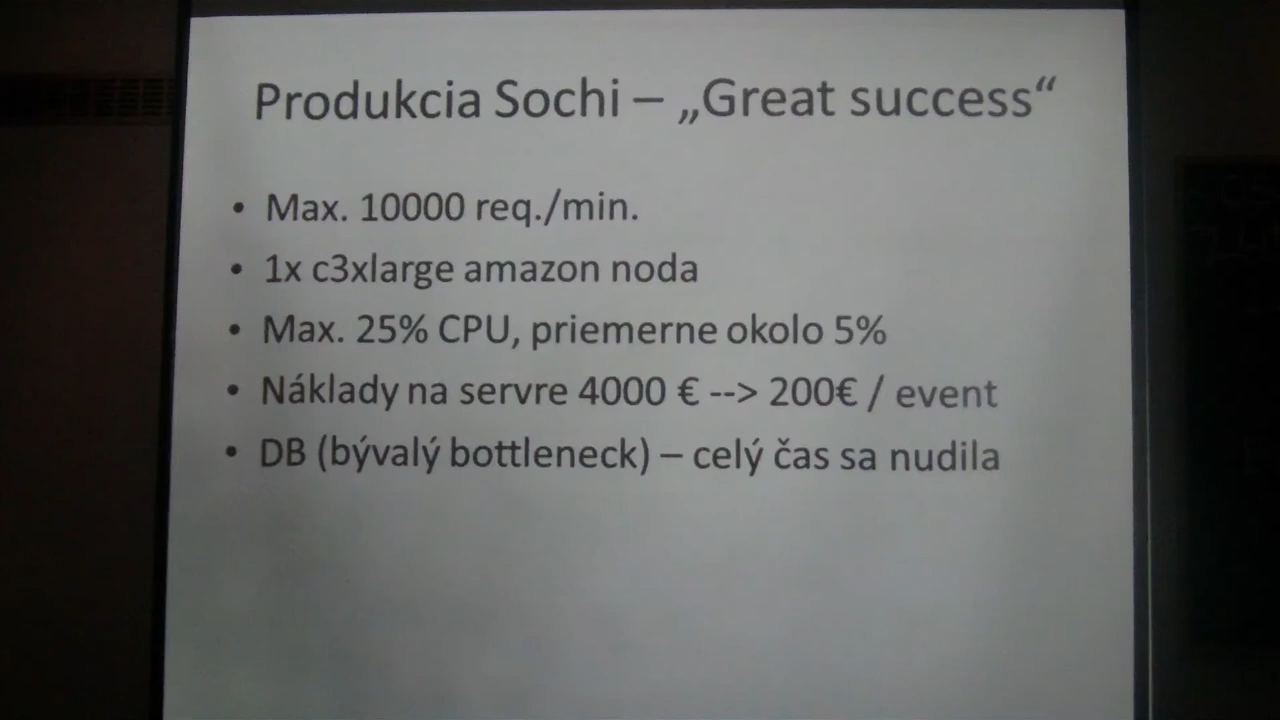 Produkcia Sochi – „Great success“
• Max. 10000 req./min.
• 1x c3xlarge amazon noda
• Max. 25% CPU, priemerne okolo 5%
• Náklady na servre 4000 € --> 200€ / event
• DB (bývalý bottleneck) – celý čas sa nudila